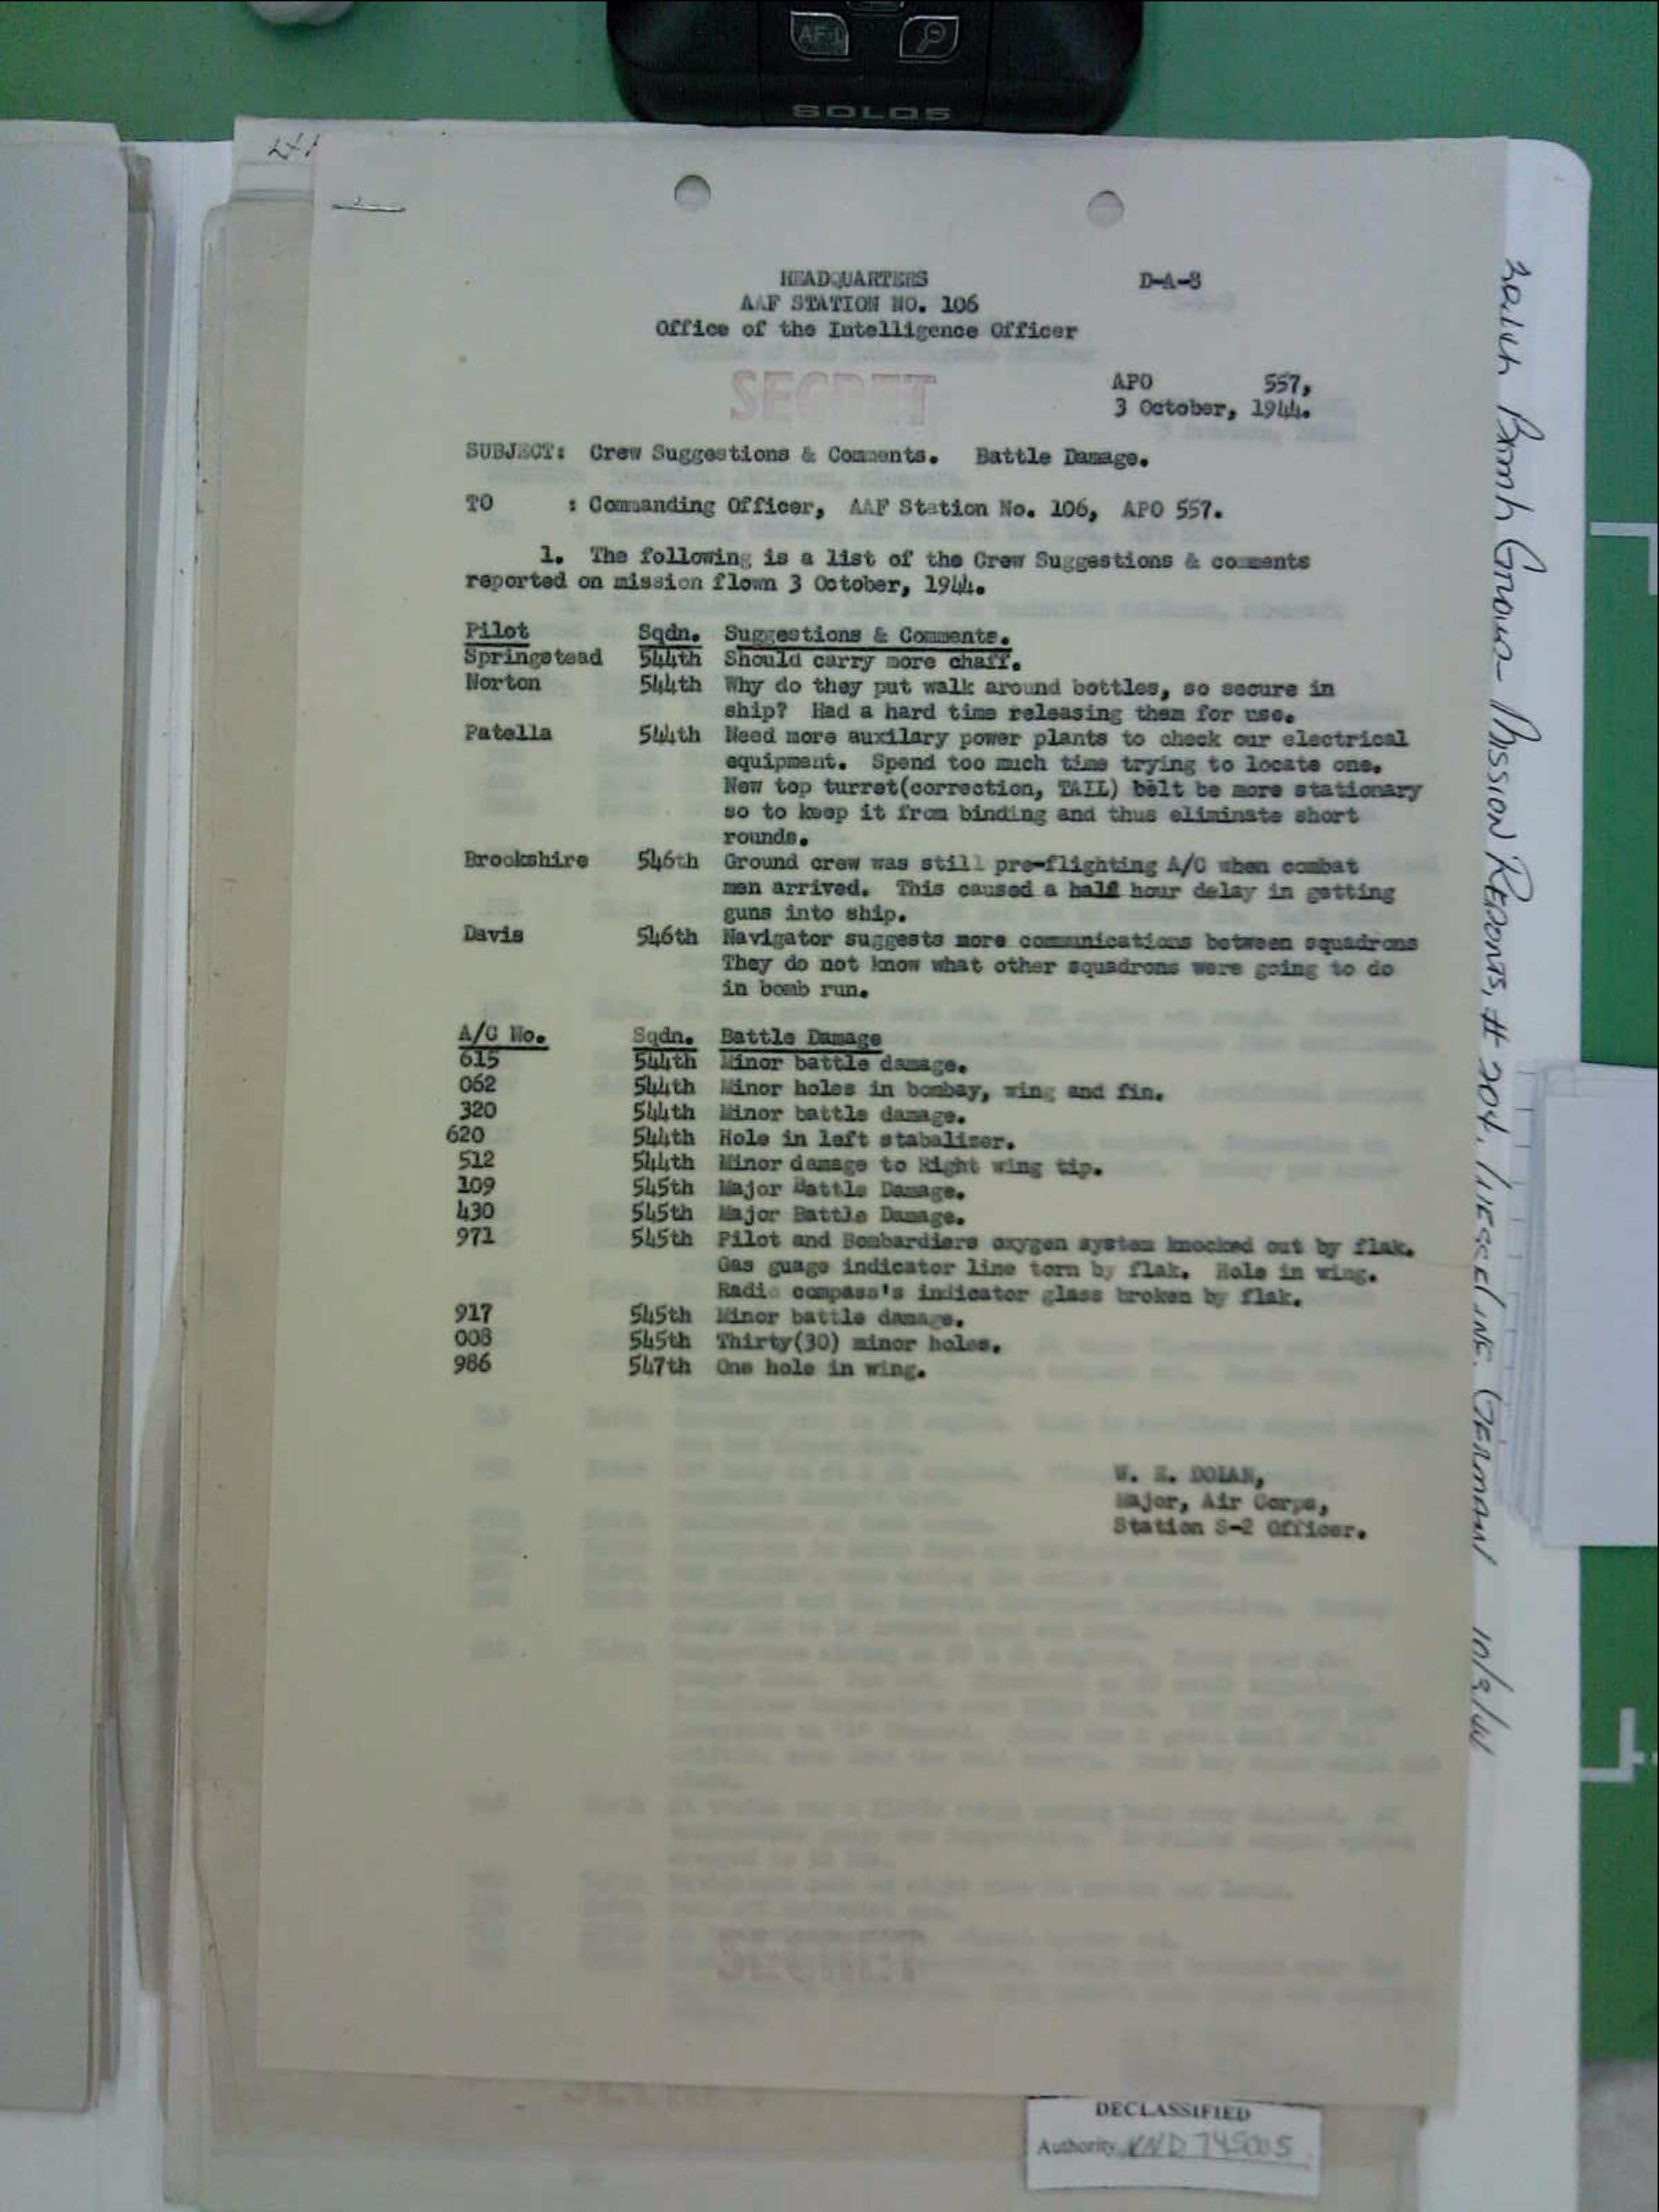 AF-L
SOLO5
HEADQUARTERS D-A-8
AAF STATION NO. 106
Office of the Intelligence Officer
SECRET
APO 557,
3 October, 1944.
SUBJECT: Crew Suggestions & Comments. Battle Damage.
TO : Commanding Officer, AAF Station No. 106, APO 557.
1. The following is a list of the Crew Suggestions & comments
reported on mission flown 3 October, 1944.
Pilot Sqdn. Suggestions & Comments.
Springstead 544th Should carry more chaff.
Norton 544th Why do they put walk around bottles, so secure in
ship? Had a hard time releasing them for use.
Patella 544th Need more auxilary power plants to check our electrical
equipment. Spend too much time trying to locate one.
New top turret(correction, TAIL) belt be more stationary
so to keep it from binding and thus eliminate short
rounds.
Brookshire 546th Ground crew was still pre-flighting A/C when combat
men arrived. This caused a half hour delay in getting
guns into ship.
Davis 546th Navigator suggests more communications between squadrons
They do not know what other squadrons were going to do
in bomb run.
A/C No. Sqdn. Battle Damage
615 544th Minor battle damage.
062 544th Minor holes in bombay, wing and fin.
320 544th Minor battle damage.
620 544th Hole in left stabalizer.
512 544th Minor damage to Right wing tip.
109 545th Major Battle Damage.
430 545th Major Battle Damage.
971 545th Pilot and Bombardiers oxygen system knocked out by flak.
Gas guage indicator line torn by flak. Hole in wing.
Radio compass's indicator glass broken by flak.
917 545th Minor battle damage.
008 545th Thirty(30) minor holes.
986 547th One hole in wing.
W. E. DOLAN,
Major, Air Corps,
Station S-2 Officer.
SECRET
SECRET
DECLASSIFIED
Authority NND 745005
Bomb Group - Mission Reports, # 204, Wesseling, Germany 10/3/44